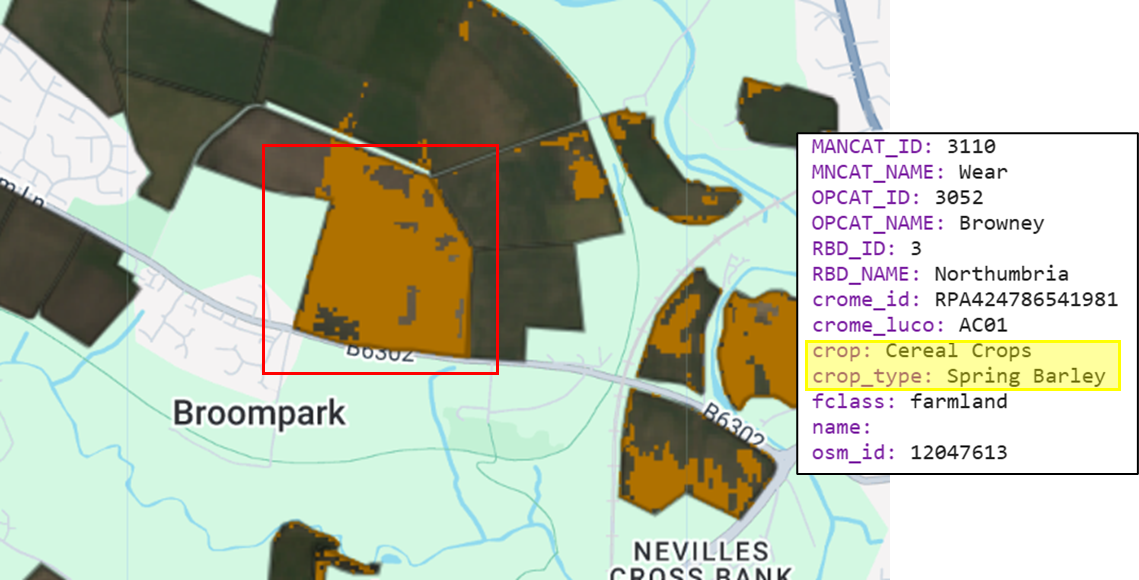 MANCAT_ID: 3110
MNCAT_NAME: Wear
OPCAT_ID: 3052
OPCAT_NAME: Browney
RBD_ID: 3
RBD_NAME: Northumbria
crome_id: RPA424786541981
crome_luco: AC01
crop: Cereal Crops
crop_type: Spring Barley
fclass: farmland
name:
osm_id: 12047613
B6302
Broompark
B6302
NEVILLES
CROSS BANK